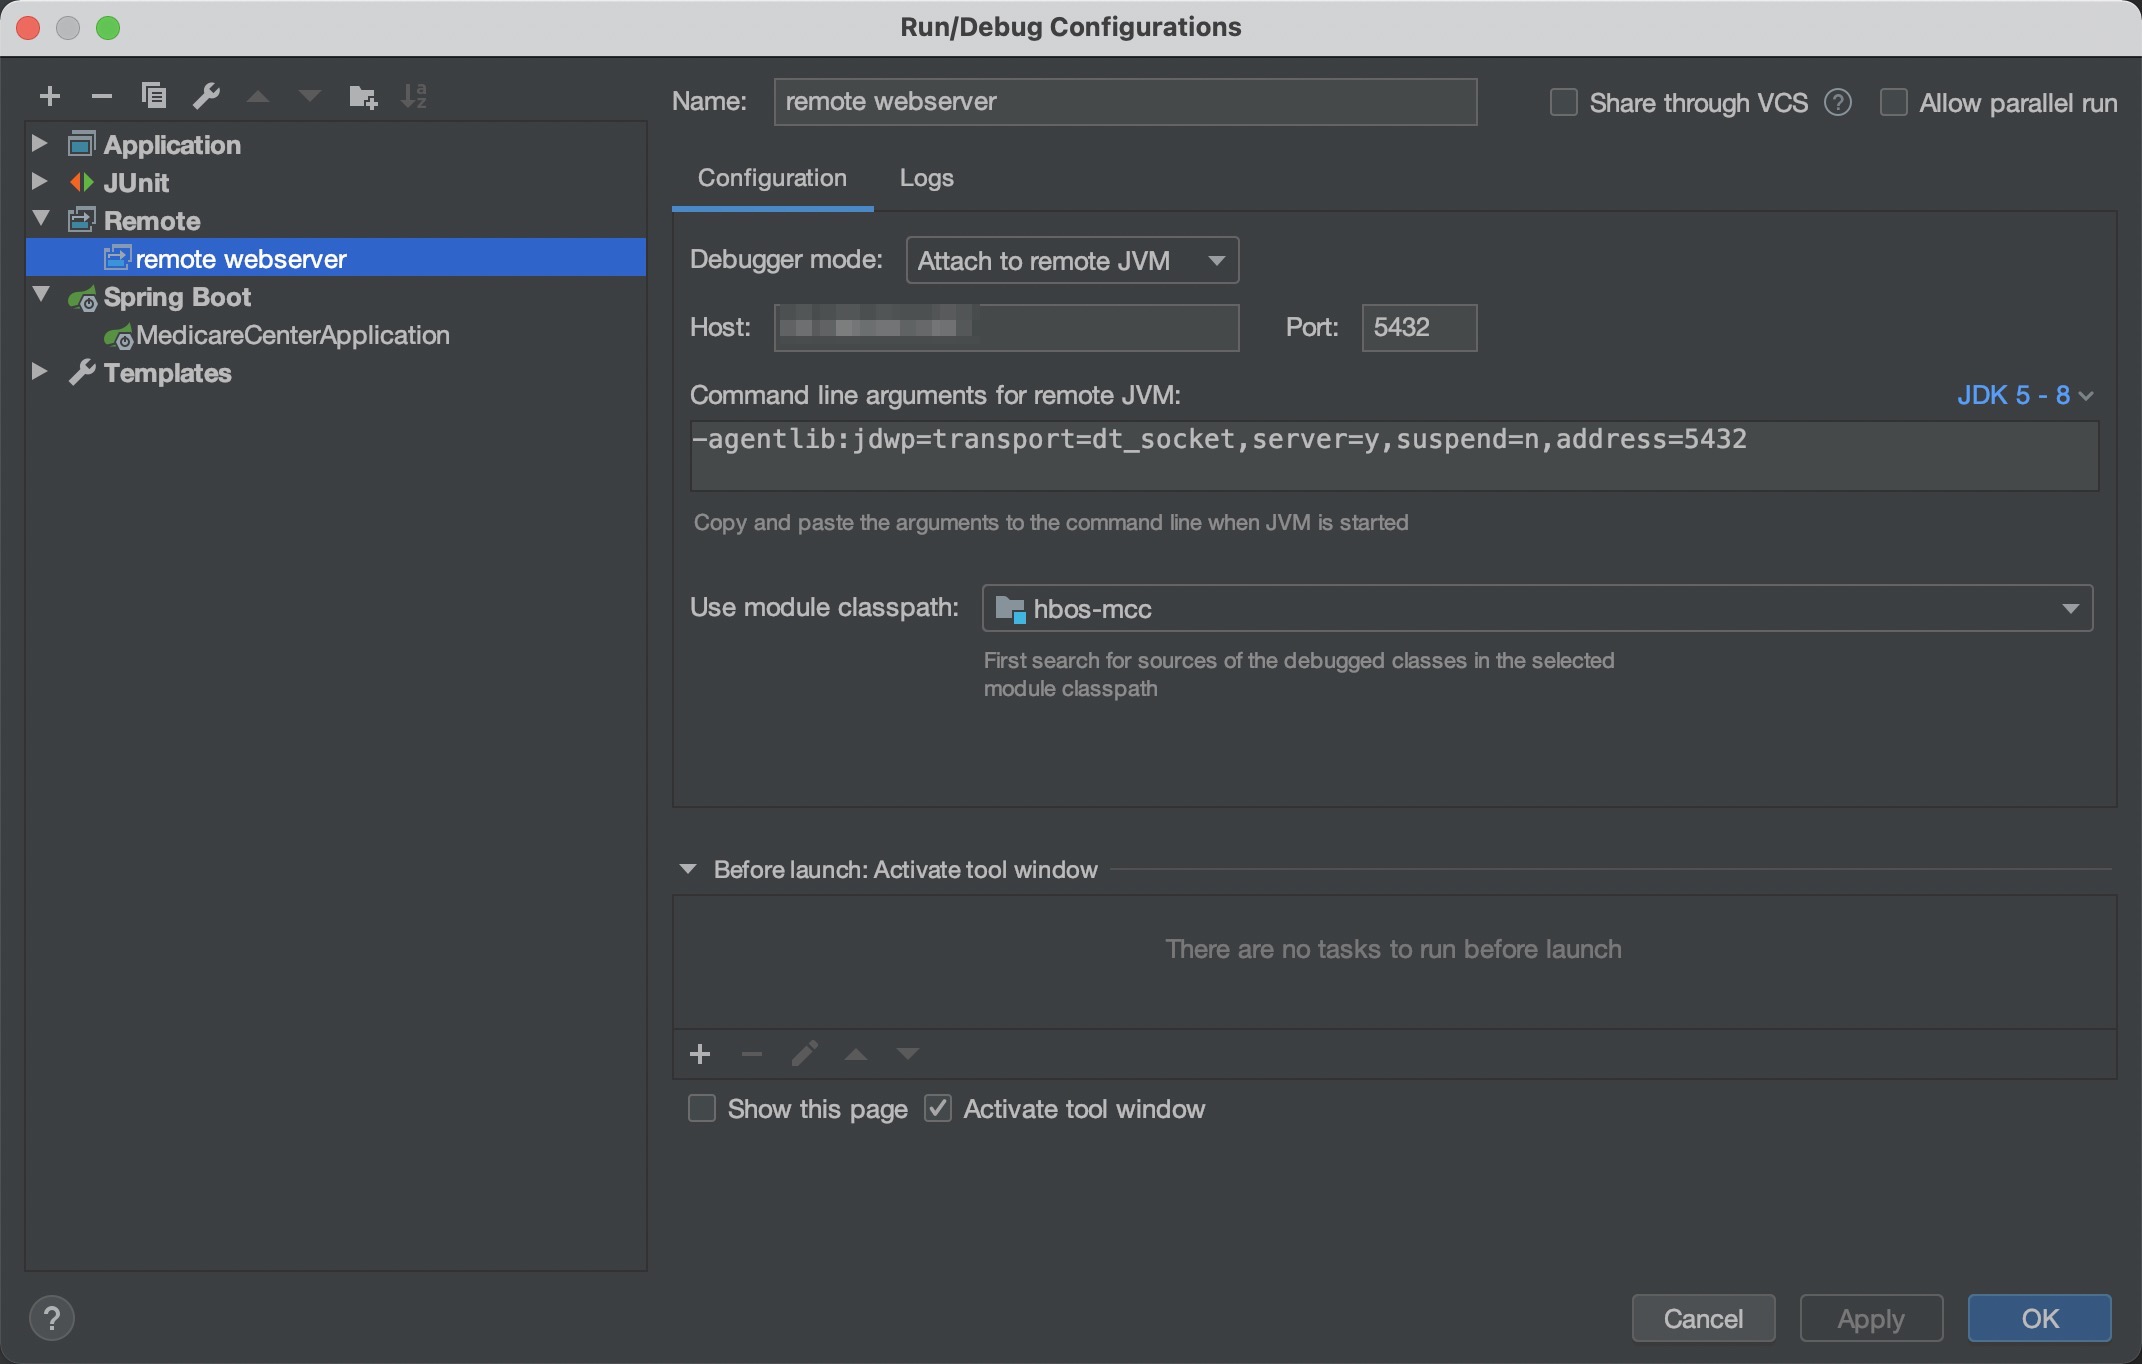 Run/Debug Configurations
Application
JUnit
Remote
remote webserver
Spring Boot
MedicareCenterApplication
Templates
Name: remote webserver
Share through VCS ? Allow parallel run
Configuration Logs
Debugger mode: Attach to remote JVM
Host: Port: 5432
Command line arguments for remote JVM: JDK 5 - 8
-agentlib:jdwp=transport=dt_socket,server=y,suspend=n,address=5432
Copy and paste the arguments to the command line when JVM is started
Use module classpath: hbos-mcc
First search for sources of the debugged classes in the selected
module classpath
Before launch: Activate tool window
There are no tasks to run before launch
Show this page Activate tool window
? Cancel Apply OK